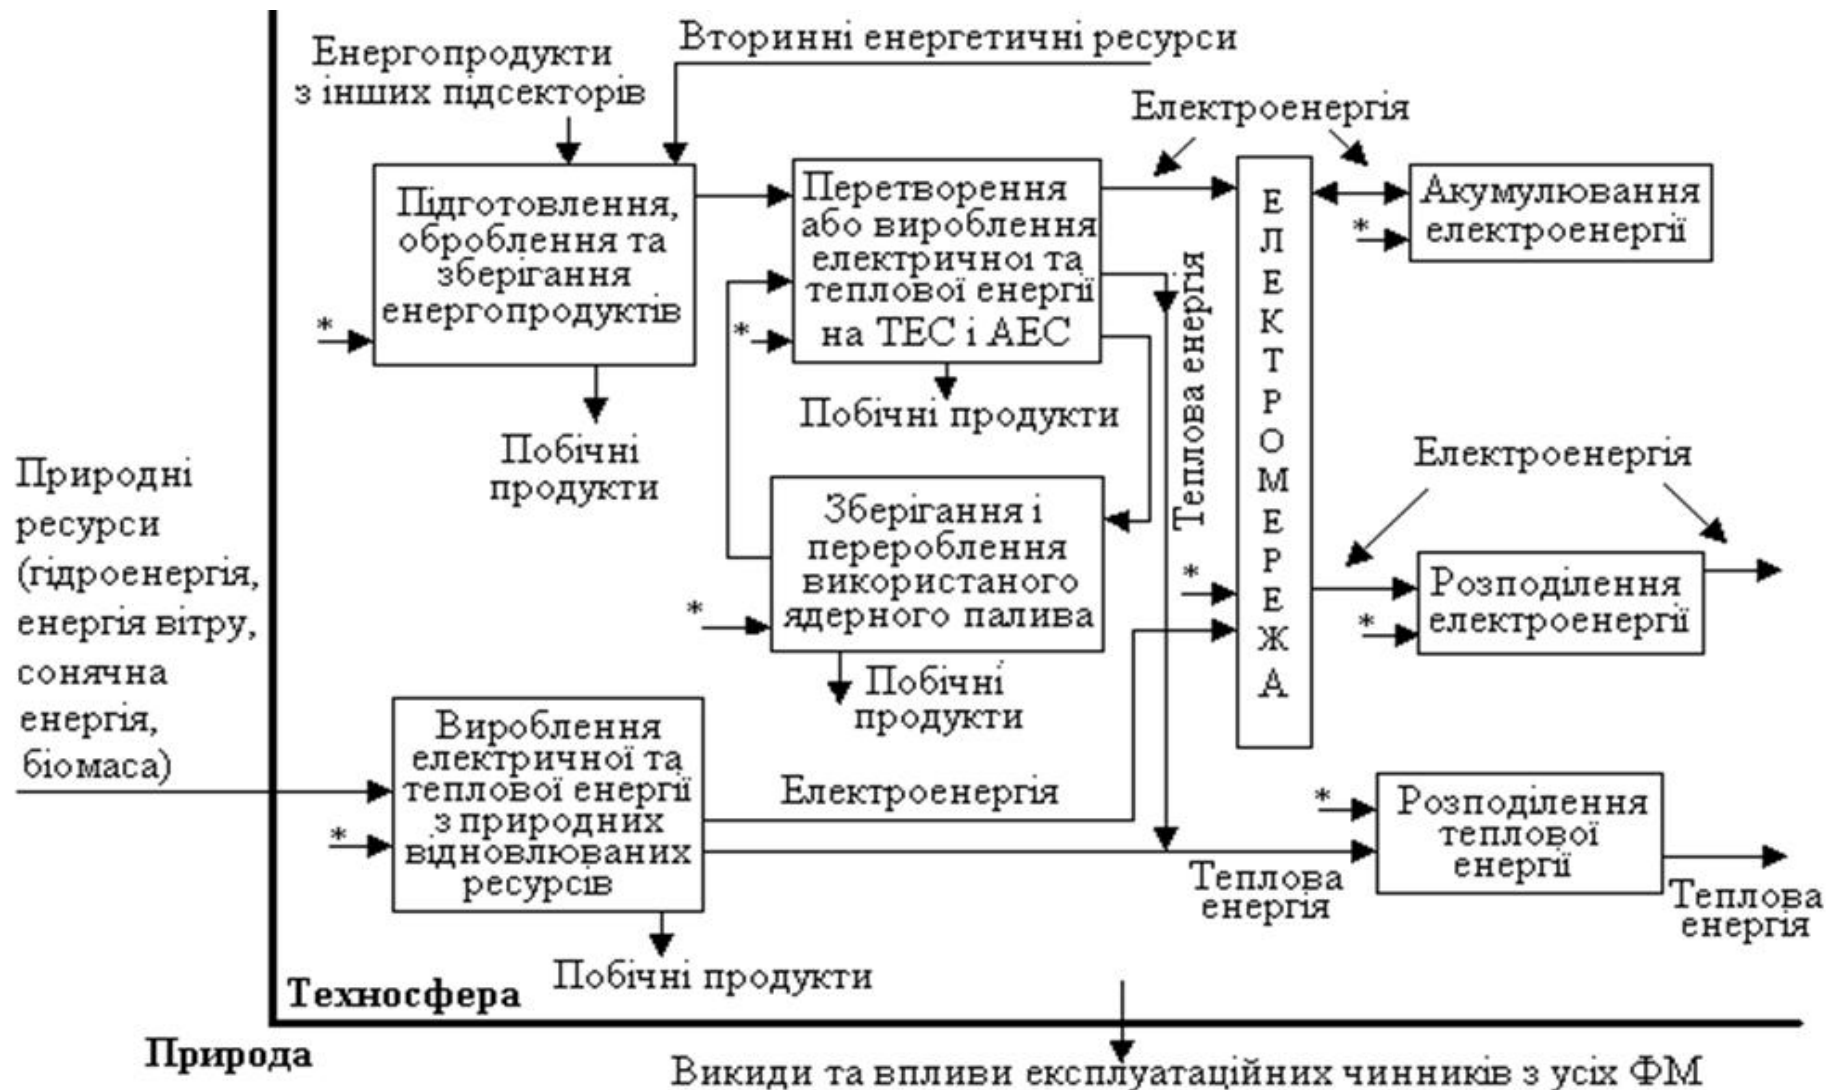 Енергопродукти
з інших підсекторів
Вторинні енергетичні ресурси
Електроенергія
Підготовлення,
оброблення та
зберігання
енергопродуктів
*
Побічні
продукти
Перетворення
або вироблення
електричної та
теплової енергії
на ТЕС і АЕС
*
Побічні продукти
Теплова енергія
Е
Л
Е
К
Т
Р
О
М
Е
Р
Е
Ж
А
*
Акумулювання
електроенергії
*
Природні
ресурси
(гідроенергія,
енергія вітру,
сонячна
енергія,
біомаса)
Зберігання і
перероблення
використаного
ядерного палива
*
Побічні
продукти
Електроенергія
Розподілення
електроенергії
*
Вироблення
електричної та
теплової енергії
з природних
відновлюваних
ресурсів
*
Побічні продукти
Електроенергія
Теплова
енергія
*
Розподілення
теплової
енергії
Теплова
енергія
Техносфера
Природа
Викиди та впливи експлуатаційних чинників з усіх ФМ